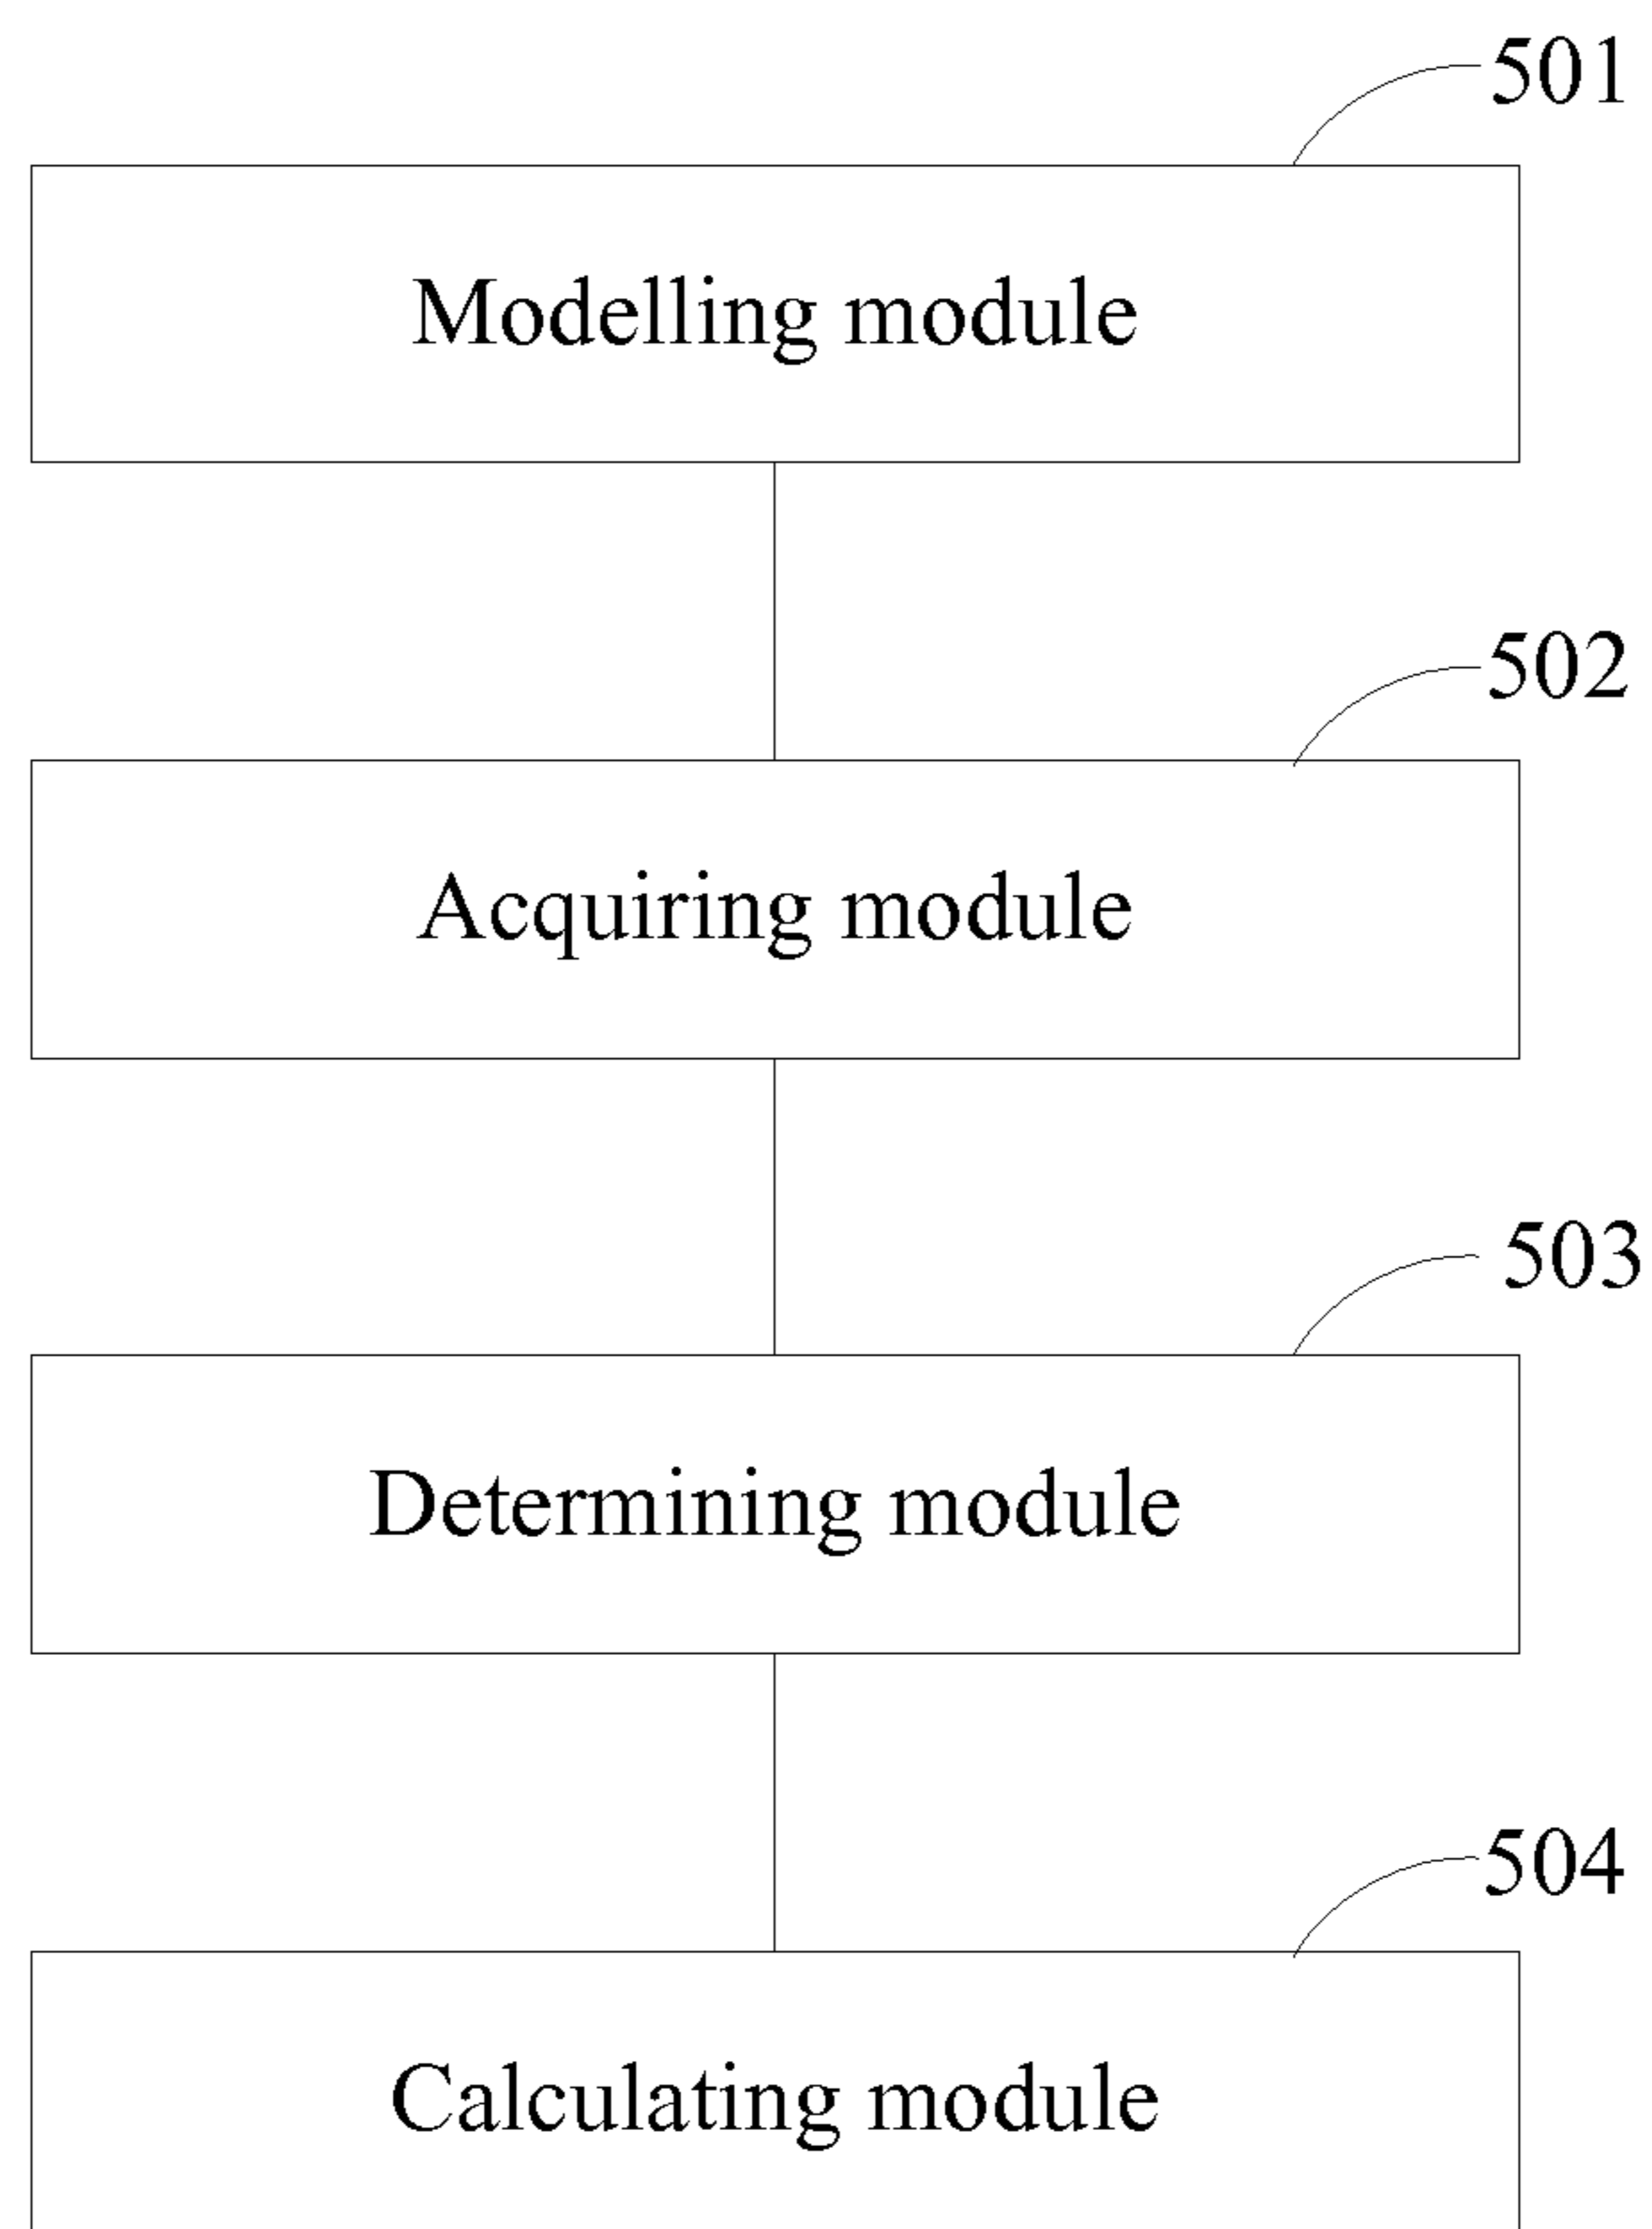 501
Modelling module
502
Acquiring module
503
Determining module
504
Calculating module